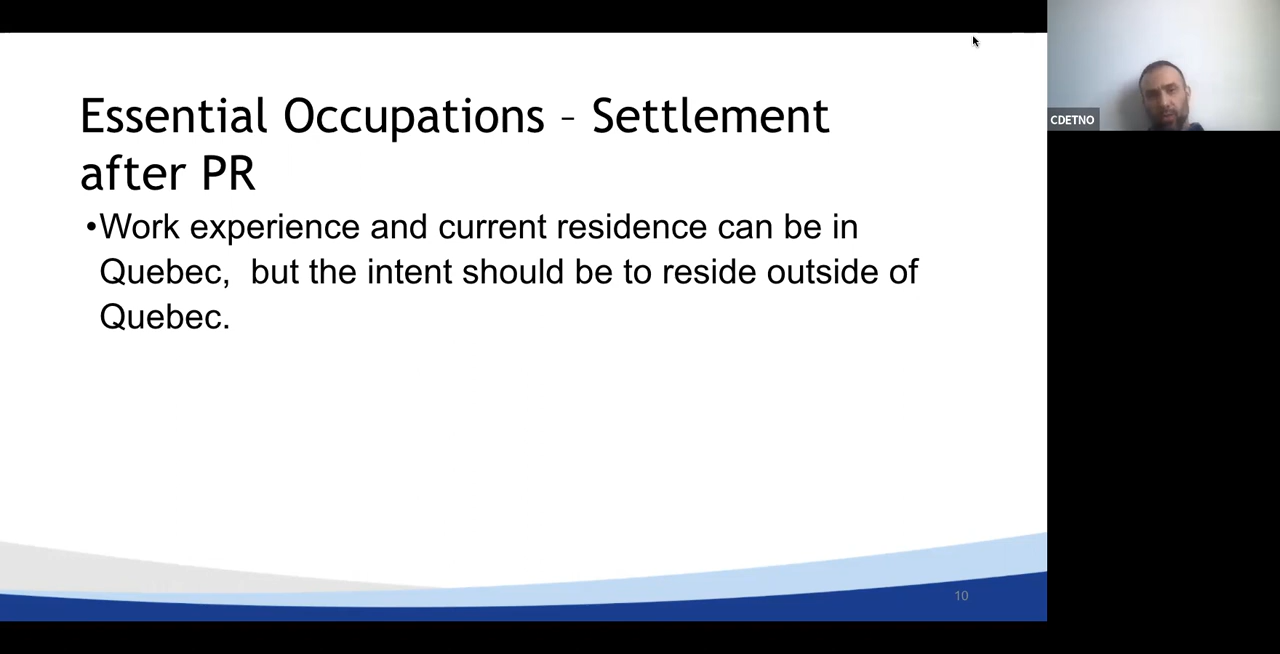 Essential Occupations – Settlement
after PR
•Work experience and current residence can be in
Quebec,  but the intent should be to reside outside of
Quebec.
10
CDETNO